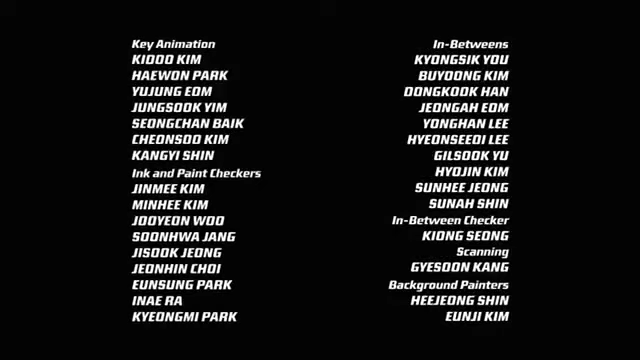 Key Animation
KIOOO KIM
HAEWON PARK
YUJUNG EOM
JUNGSOOK YIM
SEONGCHAN BAIK
CHEONSOO KIM
KANGYI SHIN
Ink and Paint Checkers
JINMEE KIM
MINHEE KIM
JOOYEON WOO
SOONHWA JANG
JISOOK JEONG
JEONHIN CHOI
EUNSUNG PARK
INAE RA
KYEONGMI PARK
In-Betweens
KYONGSIK YOU
BUYOONG KIM
DONGKOOK HAN
JEONGAH EOM
YONGHAN LEE
HYEONSEEOI LEE
GILSOOK YU
HYOJIN KIM
SUNHEE JEONG
SUNAH SHIN
In-Between Checker
KIONG SEONG
Scanning
GYESOON KANG
Background Painters
HEEJEONG SHIN
EUNJI KIM